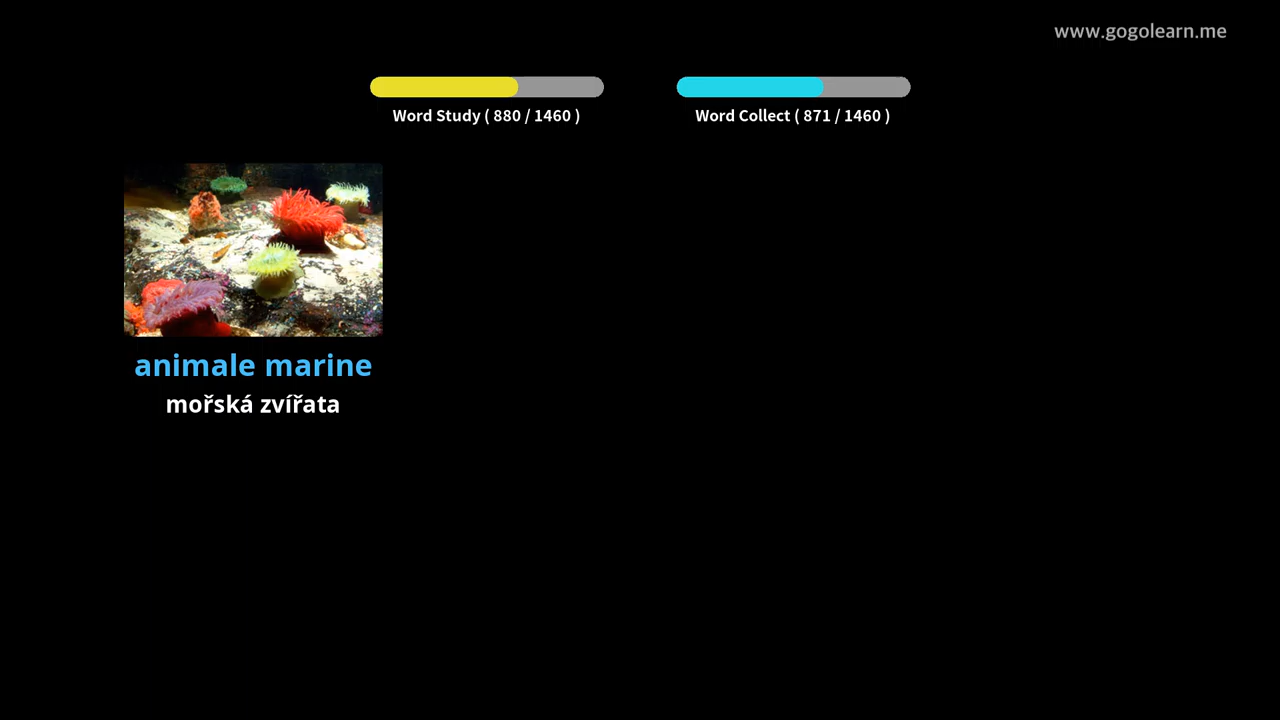 www.gogolearn.me
Word Study ( 880 / 1460 )
Word Collect ( 871 / 1460 )
animale marine
mořská zvířata